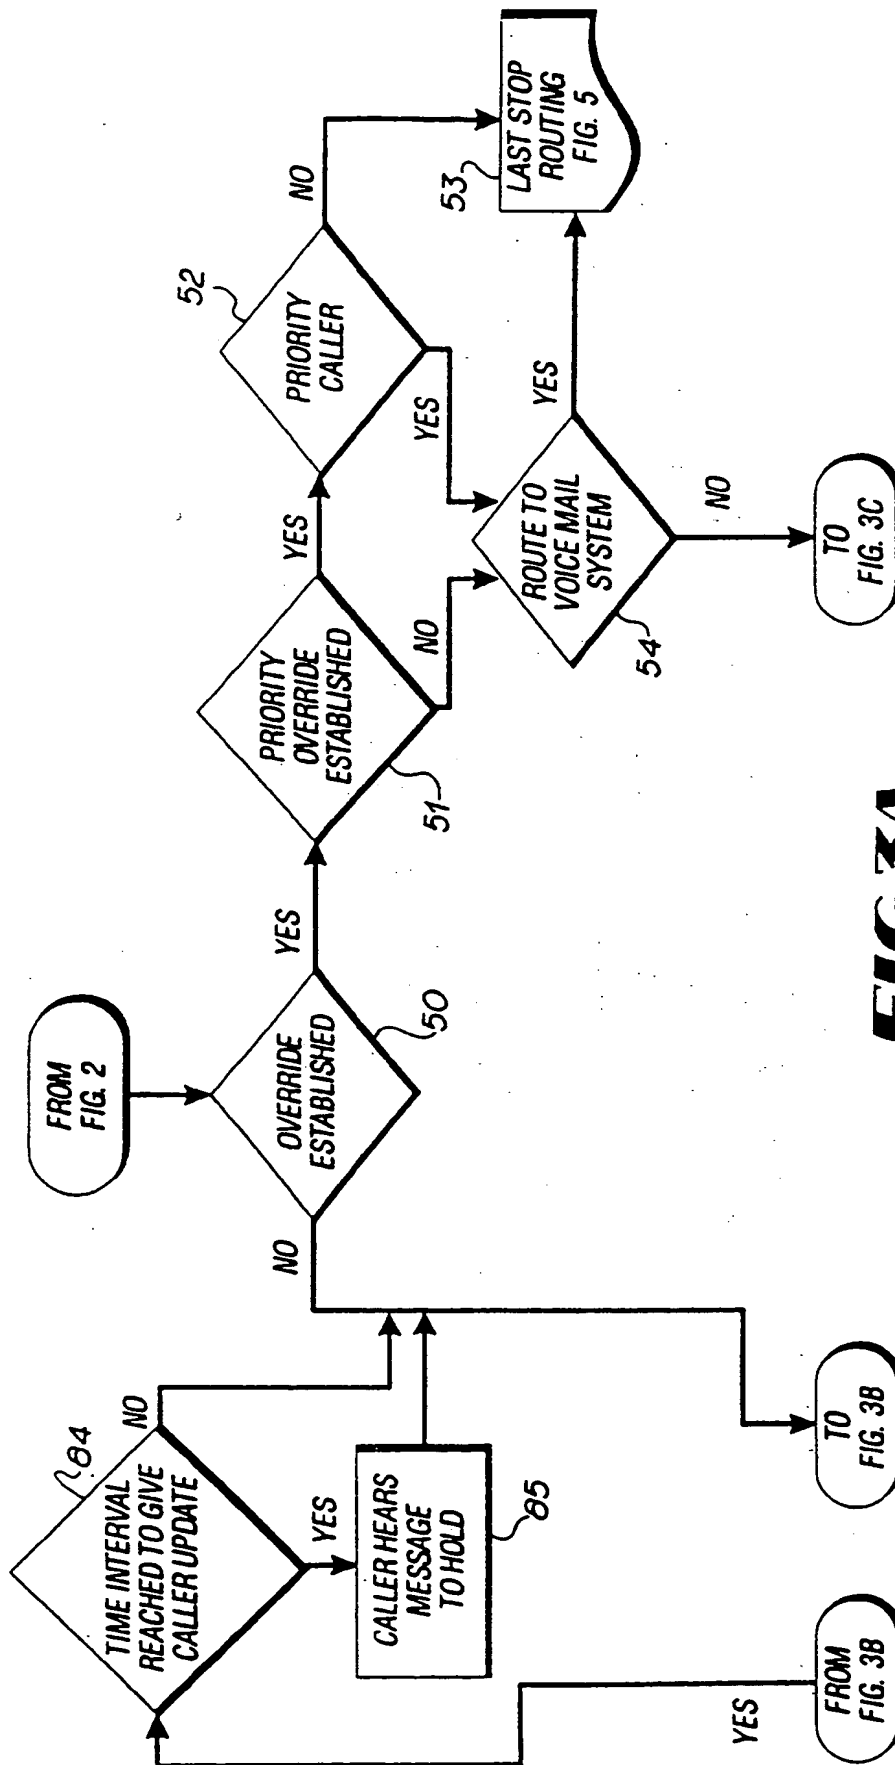 FROM
FIG. 2
TIME INTERVAL
REACHED TO GIVE
CALLER UPDATE
84
NO
YES
CALLER HEARS
MESSAGE
TO HOLD
85
NO
OVERRIDE
ESTABLISHED
50
YES
PRIORITY
OVERRIDE
ESTABLISHED
51
YES
NO
PRIORITY
CALLER
52
NO
YES
LAST STOP
ROUTING
FIG. 5
53
ROUTE TO
VOICE MAIL
SYSTEM
54
YES
NO
YES
FROM
FIG. 3B
TO
FIG. 3B
TO
FIG. 3C
FIG. 3A